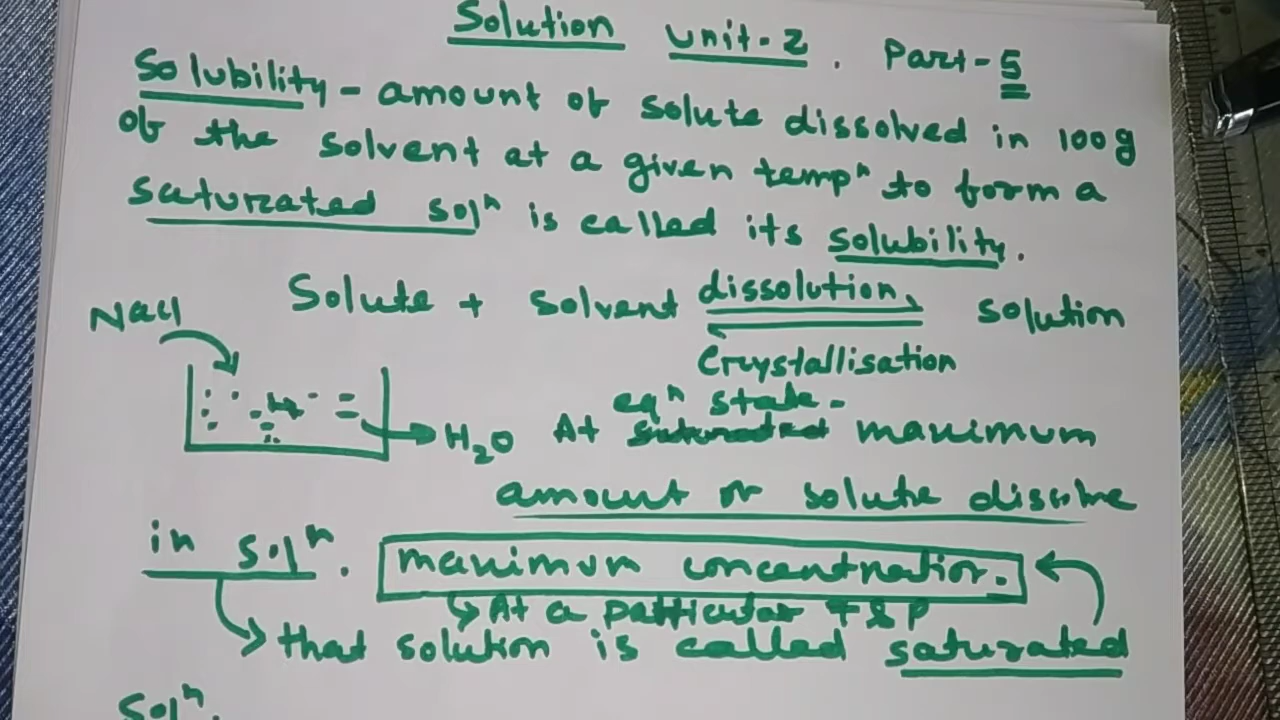 Solution Unit-2. Part-5
Solubility - amount of solute dissolved in 100g
of the solvent at a given tempⁿ to form a
saturated solⁿ is called its solubility.
NaCl
Solute + solvent dissolution solution
Crystallisation
eqⁿ state -
H₂O At saturated maximum
amount of solute dissolve
in solⁿ. maximum concentration.
At a particular T & P
that solution is called saturated
Solⁿ.